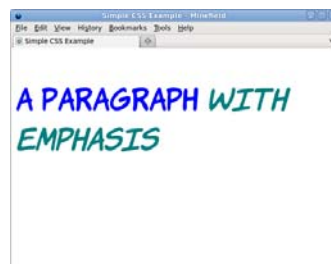 Simple CSS Example - Minefield
File Edit View History Bookmarks Tools Help
Simple CSS Example
A PARAGRAPH WITH
EMPHASIS